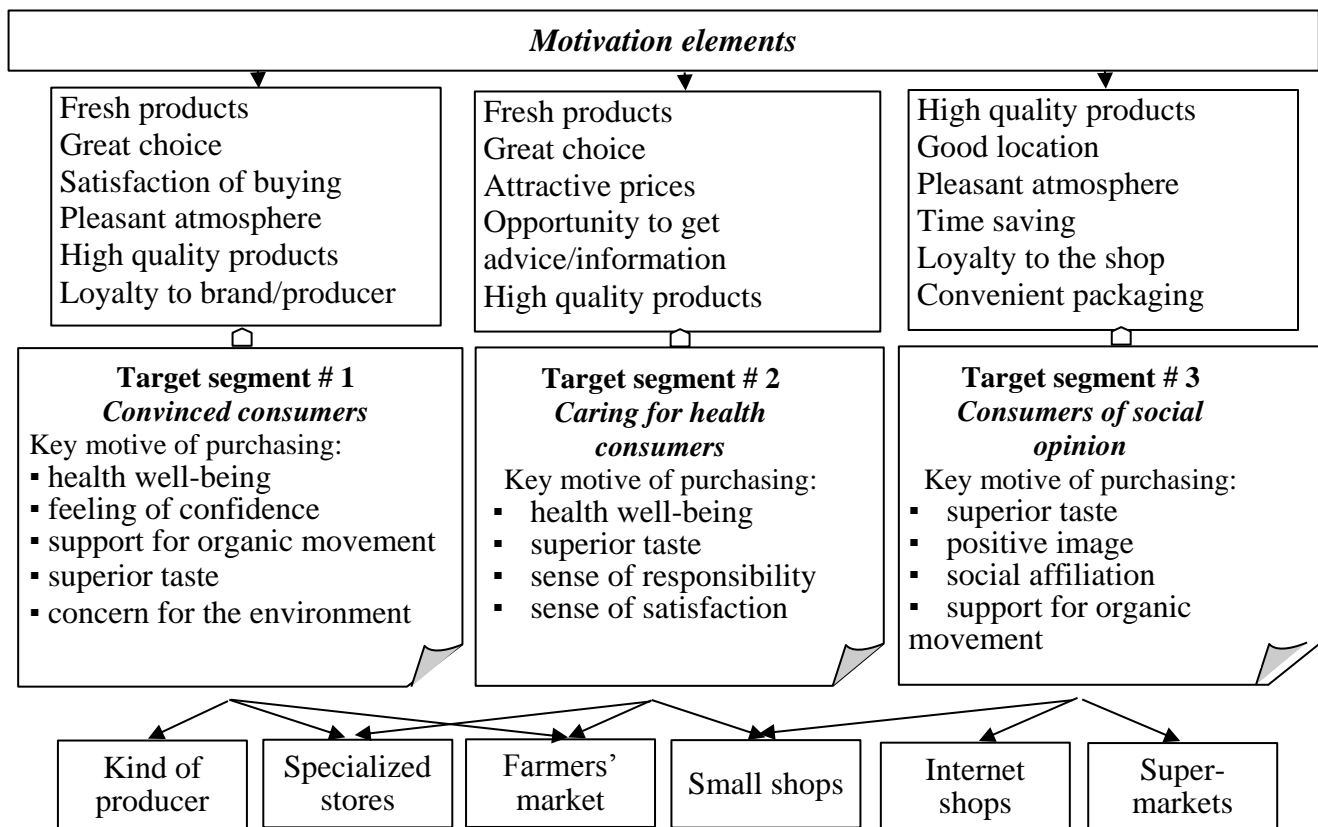 Motivation elements
Fresh products
Great choice
Satisfaction of buying
Pleasant atmosphere
High quality products
Loyalty to brand/producer
Fresh products
Great choice
Attractive prices
Opportunity to get
advice/information
High quality products
High quality products
Good location
Pleasant atmosphere
Time saving
Loyalty to the shop
Convenient packaging
Target segment # 1
Convinced consumers
Key motive of purchasing:
▪ health well-being
▪ feeling of confidence
▪ support for organic movement
▪ superior taste
▪ concern for the environment
Target segment # 2
Caring for health
consumers
Key motive of purchasing:
▪ health well-being
▪ superior taste
▪ sense of responsibility
▪ sense of satisfaction
Target segment # 3
Consumers of social
opinion
Key motive of purchasing:
▪ superior taste
▪ positive image
▪ social affiliation
▪ support for organic
movement
Kind of
producer
Specialized
stores
Farmers’
market
Small shops
Internet
shops
Super-
markets